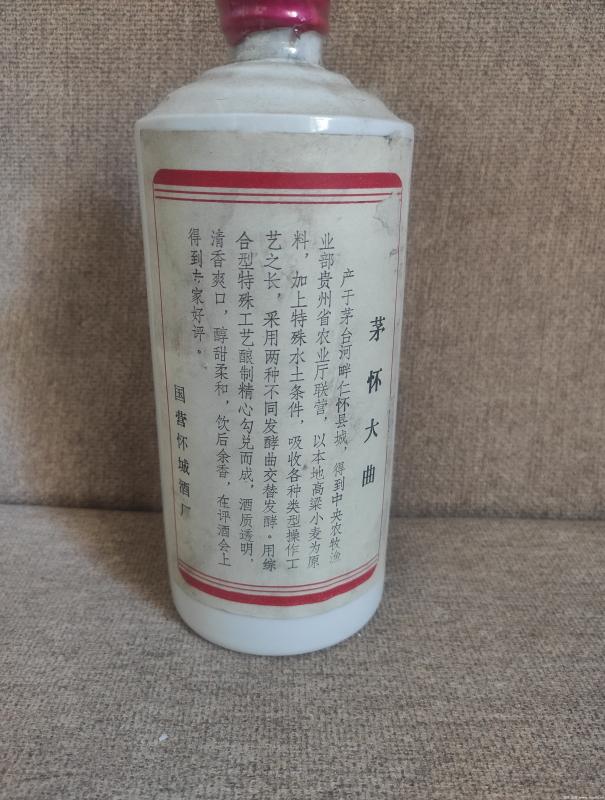 茅怀大曲
产于茅台河畔仁怀县城，得到中央农牧渔
业部贵州省农业厅联营，以本地高粱小麦为原
料，加上特殊水土条件，吸收各种类型操作工
艺之长，采用两种不同发酵曲交替发酵。用综
合型特殊工艺酿制精心勾兑而成，酒质透明，
清香爽口，醇甜柔和，饮后余香，在评酒会上
得到专家好评。
国营怀城酒厂